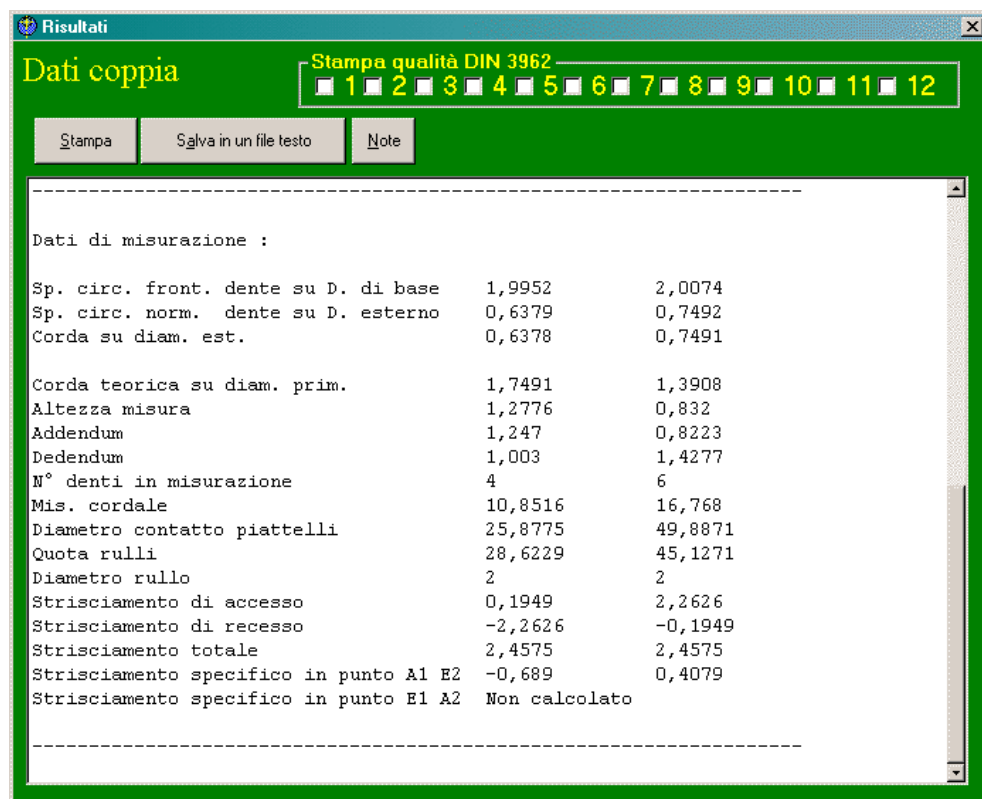 Risultati
Dati coppia
Stampa qualità DIN 3962
1 2 3 4 5 6 7 8 9 10 11 12
Stampa Salva in un file testo Note
----------------------------------------------------------------------
Dati di misurazione :
Sp. circ. front. dente su D. di base 1,9952 2,0074
Sp. circ. norm. dente su D. esterno 0,6379 0,7492
Corda su diam. est. 0,6378 0,7491
Corda teorica su diam. prim. 1,7491 1,3908
Altezza misura 1,2776 0,832
Addendum 1,247 0,8223
Dedendum 1,003 1,4277
N° denti in misurazione 4 6
Mis. cordale 10,8516 16,768
Diametro contatto piattelli 25,8775 49,8871
Quota rulli 28,6229 45,1271
Diametro rullo 2 2
Strisciamento di accesso 0,1949 2,2626
Strisciamento di recesso -2,2626 -0,1949
Strisciamento totale 2,4575 2,4575
Strisciamento specifico in punto A1 E2 -0,689 0,4079
Strisciamento specifico in punto E1 A2 Non calcolato
----------------------------------------------------------------------